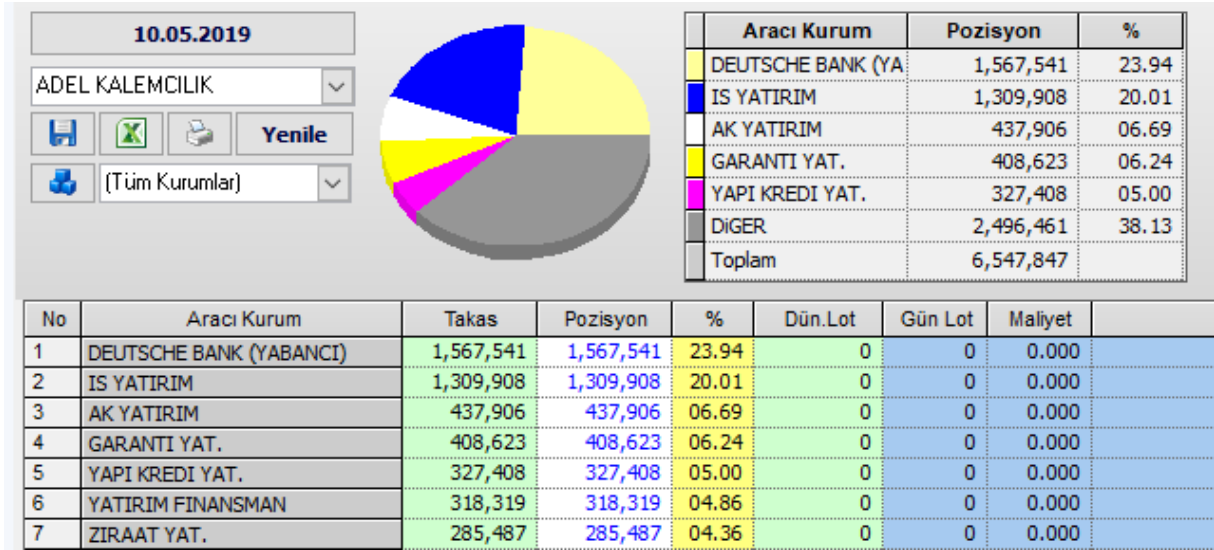 10.05.2019
ADEL KALEMCILIK
Yenile
(Tüm Kurumlar)
Aracı Kurum Pozisyon %
DEUTSCHE BANK (YA 1,567,541 23.94
IS YATIRIM 1,309,908 20.01
AK YATIRIM 437,906 06.69
GARANTI YAT. 408,623 06.24
YAPI KREDI YAT. 327,408 05.00
DiGER 2,496,461 38.13
Toplam 6,547,847
No Aracı Kurum Takas Pozisyon % Dün.Lot Gün Lot Maliyet
1 DEUTSCHE BANK (YABANCI) 1,567,541 1,567,541 23.94 0 0 0.000
2 IS YATIRIM 1,309,908 1,309,908 20.01 0 0 0.000
3 AK YATIRIM 437,906 437,906 06.69 0 0 0.000
4 GARANTI YAT. 408,623 408,623 06.24 0 0 0.000
5 YAPI KREDI YAT. 327,408 327,408 05.00 0 0 0.000
6 YATIRIM FINANSMAN 318,319 318,319 04.86 0 0 0.000
7 ZIRAAT YAT. 285,487 285,487 04.36 0 0 0.000